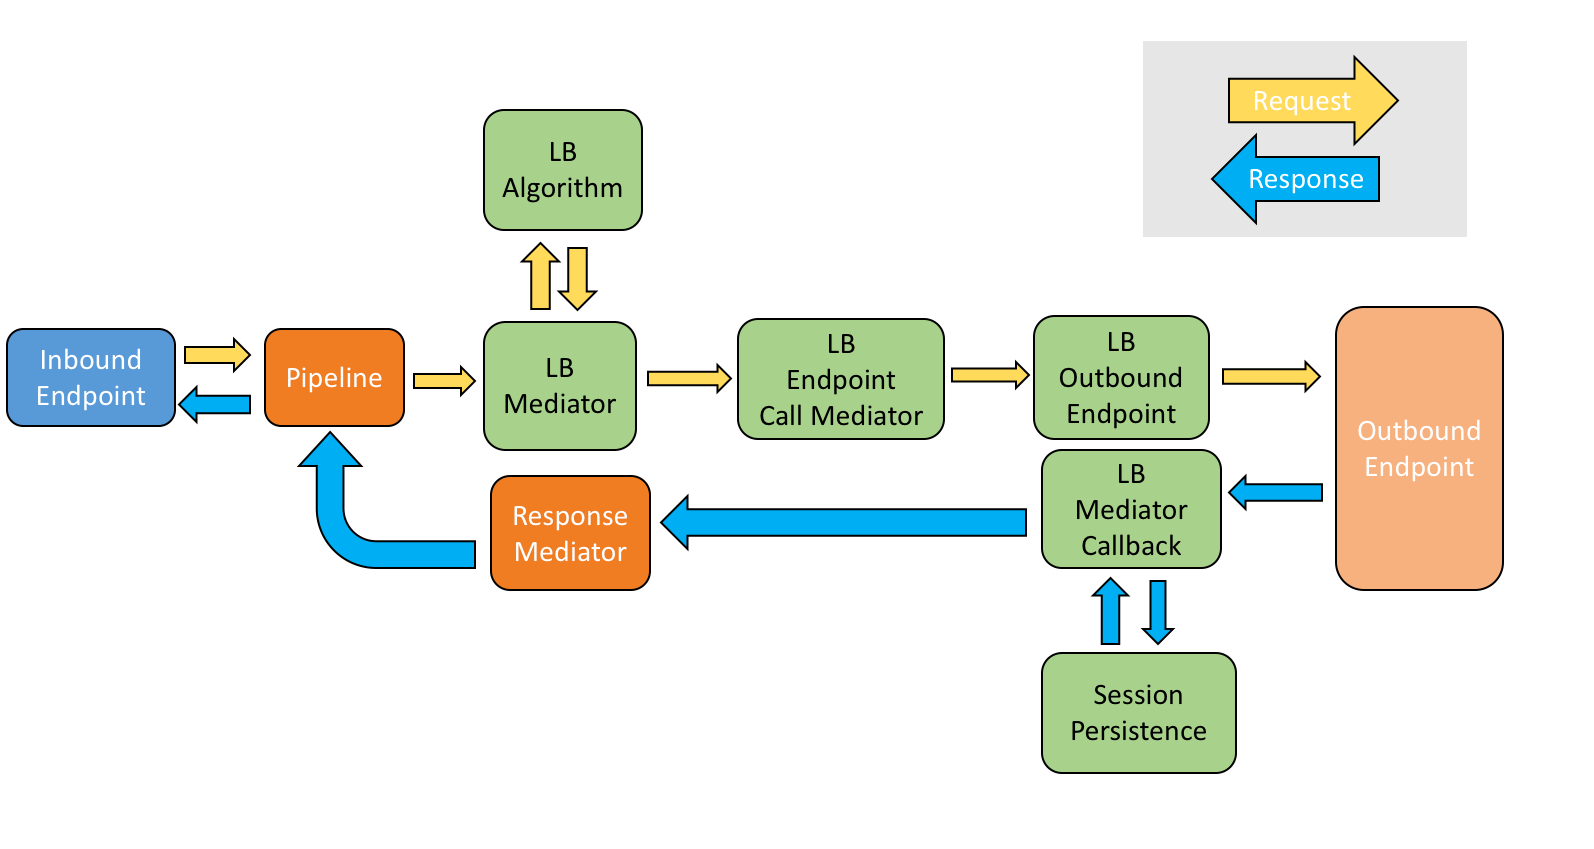 Request
Response
LB
Algorithm
Inbound
Endpoint
Pipeline
LB
Mediator
LB
Endpoint
Call Mediator
LB
Outbound
Endpoint
Outbound
Endpoint
LB
Mediator
Callback
Response
Mediator
Session
Persistence